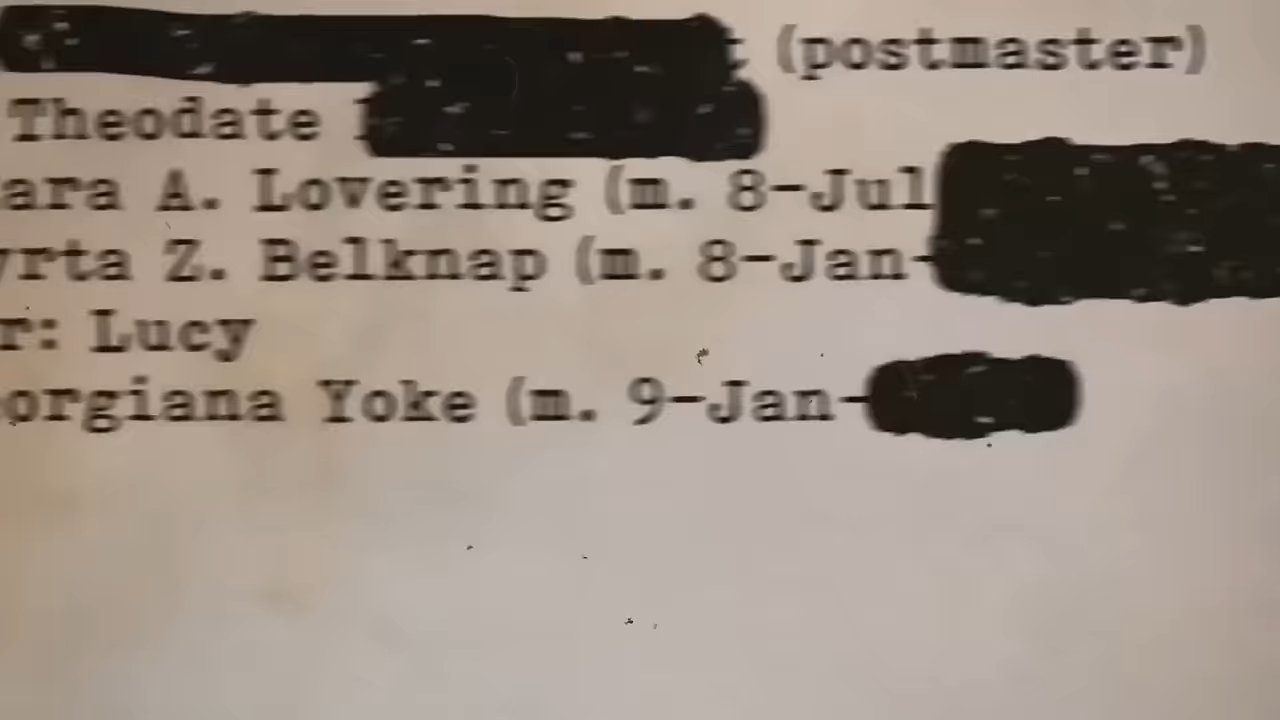 t (postmaster)
Theodate
ara A. Lovering (m. 8-Jul
yrta Z. Belknap (m. 8-Jan-
r: Lucy
orgiana Yoke (m. 9-Jan-